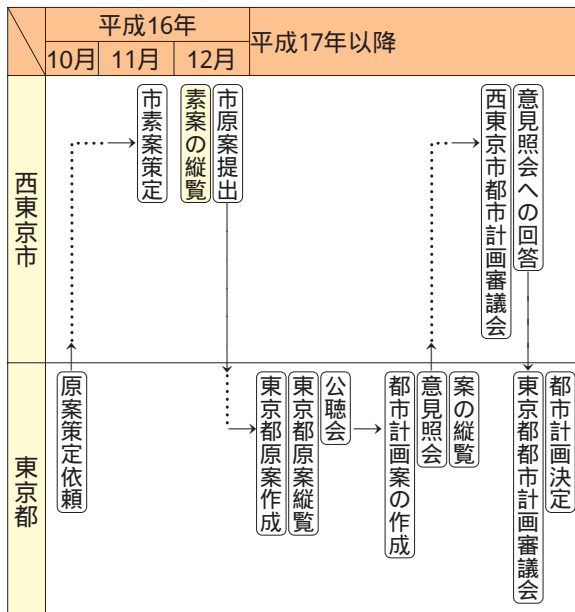 平成16年
平成17年以降
10月
11月
12月
西東京市
市素案策定
素案の縦覧
市原案提出
西東京市都市計画審議会
意見照会への回答
東京都
原案策定依頼
東京都原案作成
東京都原案縦覧
公聴会
都市計画案の作成
意見照会
案の縦覧
東京都都市計画審議会
都市計画決定